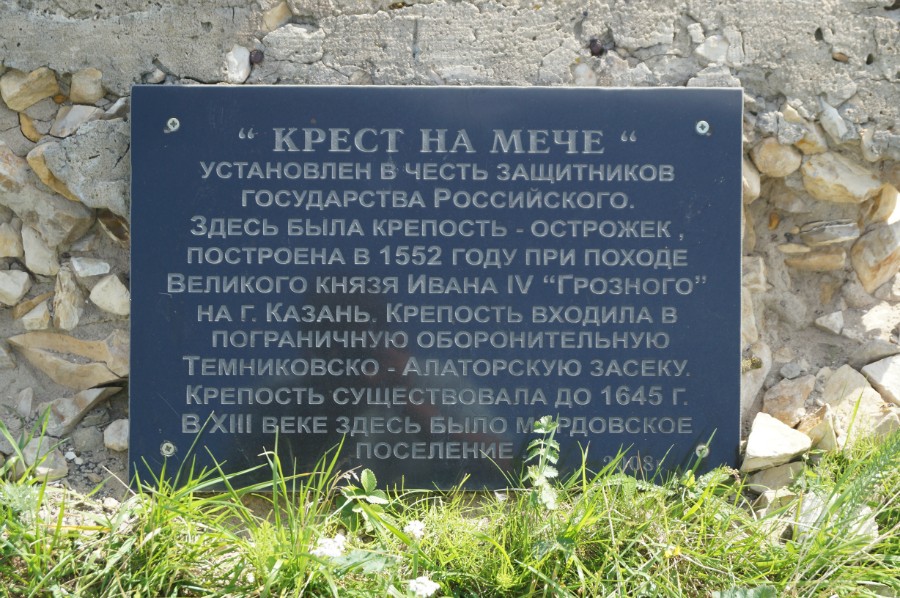 “ КРЕСТ НА МЕЧЕ “
УСТАНОВЛЕН В ЧЕСТЬ ЗАЩИТНИКОВ
ГОСУДАРСТВА РОССИЙСКОГО.
ЗДЕСЬ БЫЛА КРЕПОСТЬ - ОСТРОЖЕК ,
ПОСТРОЕНА В 1552 ГОДУ ПРИ ПОХОДЕ
ВЕЛИКОГО КНЯЗЯ ИВАНА IV “ГРОЗНОГО”
НА Г. КАЗАНЬ. КРЕПОСТЬ ВХОДИЛА В
ПОГРАНИЧНУЮ ОБОРОНИТЕЛЬНУЮ
ТЕМНИКОВСКО - АЛАТОРСКУЮ ЗАСЕКУ.
КРЕПОСТЬ СУЩЕСТВОВАЛА ДО 1645 Г.
В XIII ВЕКЕ ЗДЕСЬ БЫЛО МОРДОВСКОЕ
ПОСЕЛЕНИЕ 2008г